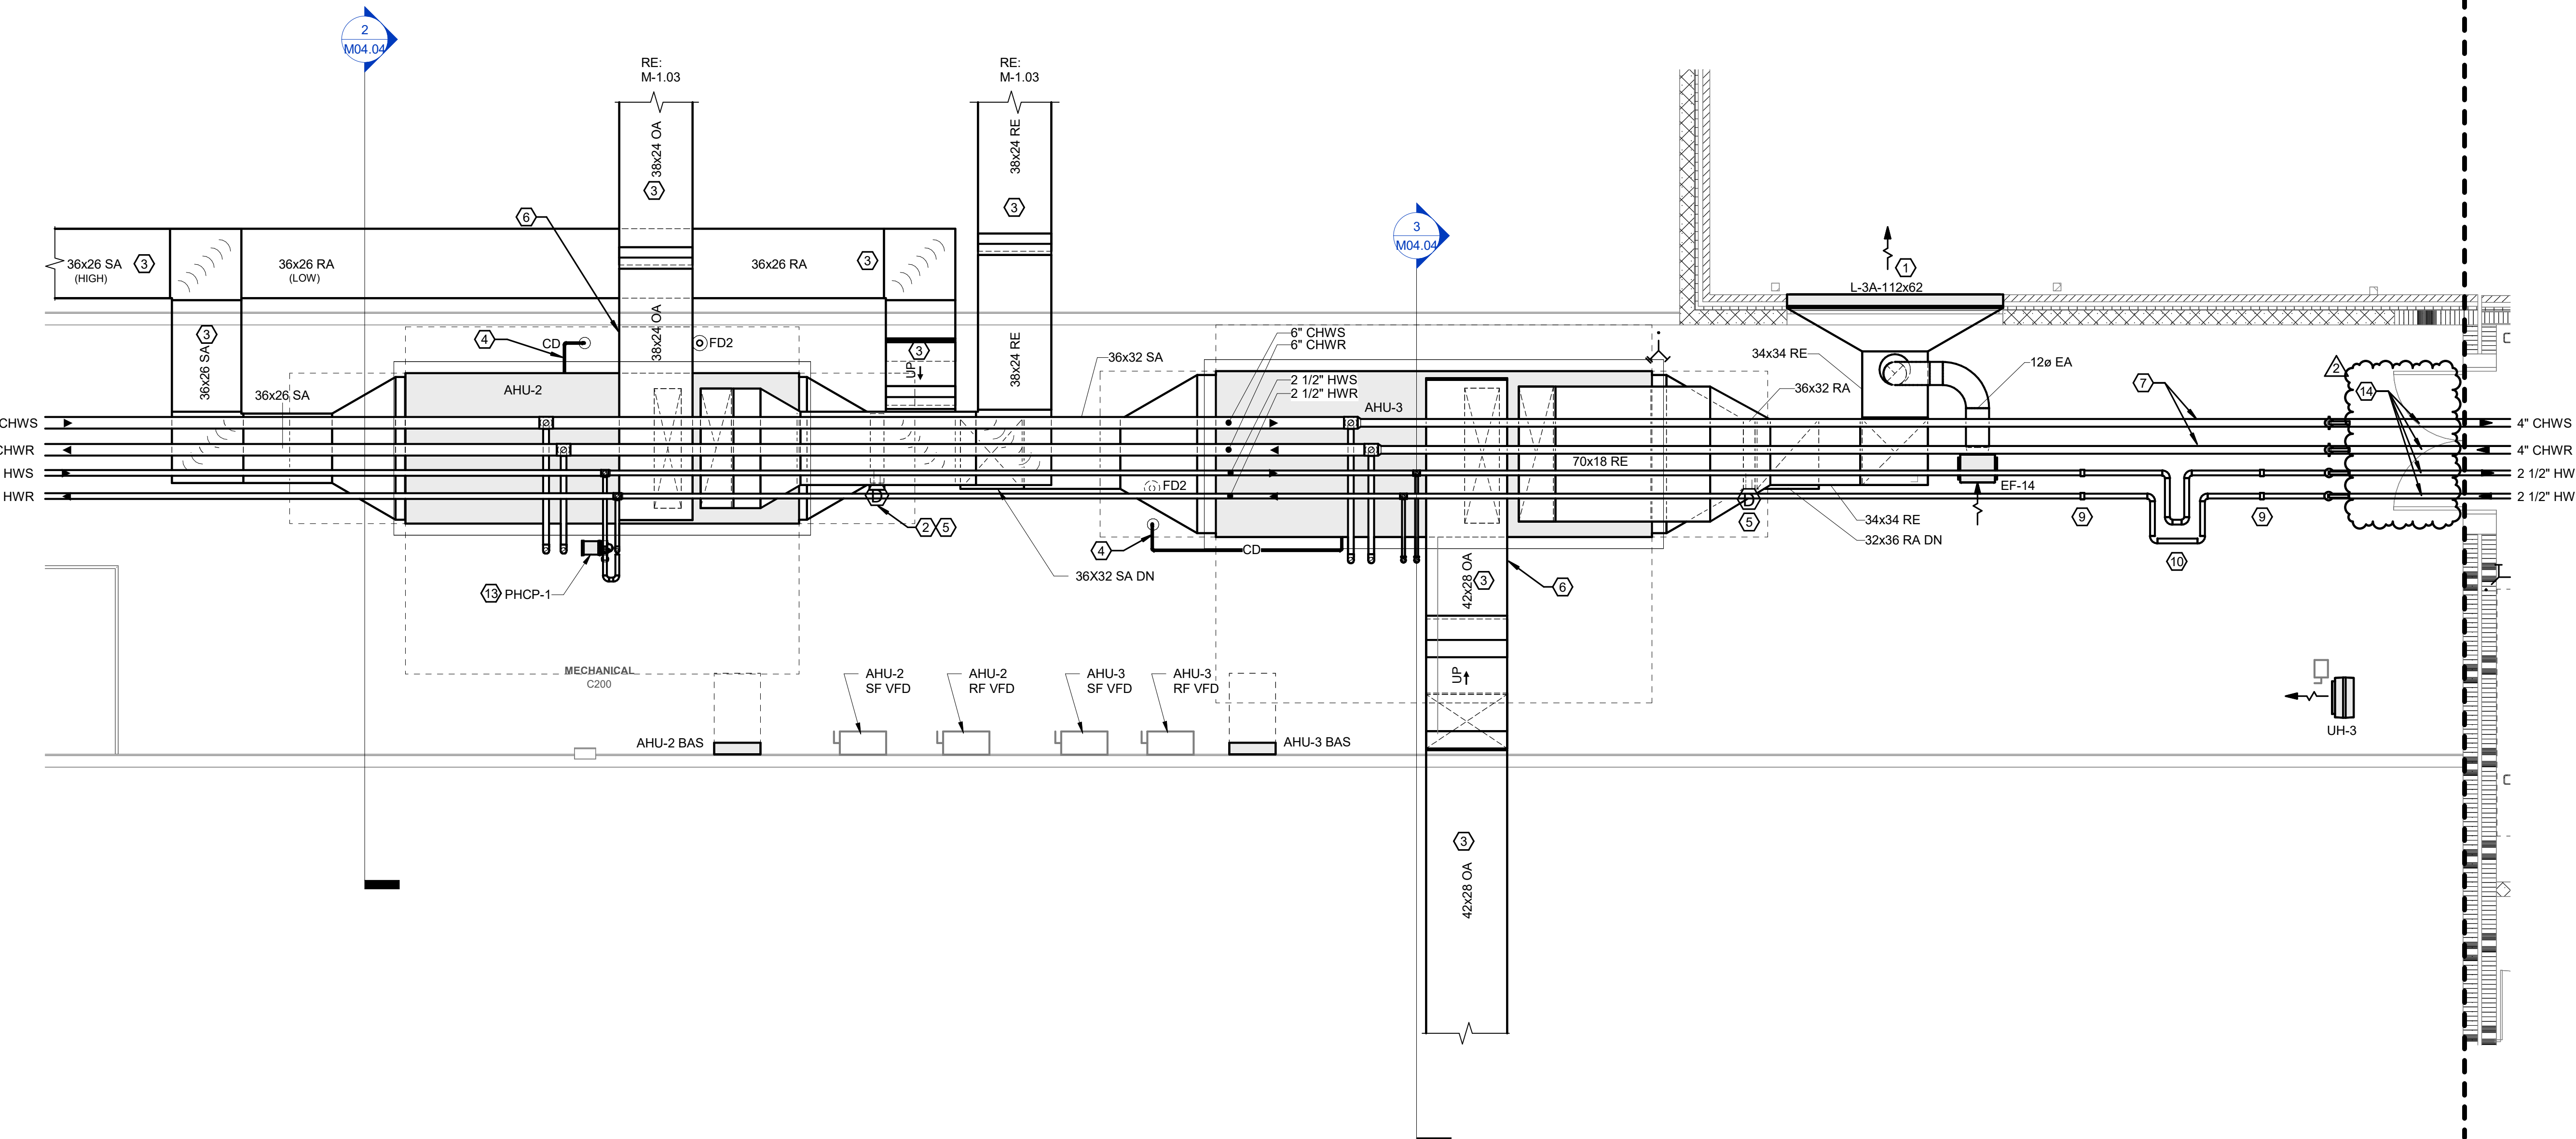 2
M04.04
RE:
M-1.03
RE:
M-1.03
38x24 OA
3
38x24 RE
3
6
3
M04.04
36x26 SA
(HIGH)
3
36x26 RA
(LOW)
36x26 RA
3
1
L-3A-112x62
3
36x26 SA
4
CD
38x24 OA
FD2
3
UP
38x24 RE
6" CHWS
6" CHWR
36x32 SA
34x34 RE
12ø EA
2
2 1/2" HWS
2 1/2" HWR
36x32 RA
7
14
36x26 SA
AHU-2
AHU-3
CHWS
CHWR
HWS
HWR
4" CHWS
4" CHWR
2 1/2" HW
2 1/2" HW
70x18 RE
FD2
EF-14
D
2
5
D
5
9
9
34x34 RE
32x36 RA DN
4
CD
10
36X32 SA DN
13
PHCP-1
42x28 OA
3
6
MECHANICAL
C200
AHU-2
SF VFD
AHU-2
RF VFD
AHU-3
SF VFD
AHU-3
RF VFD
UP
AHU-2 BAS
AHU-3 BAS
UH-3
3
42x28 OA